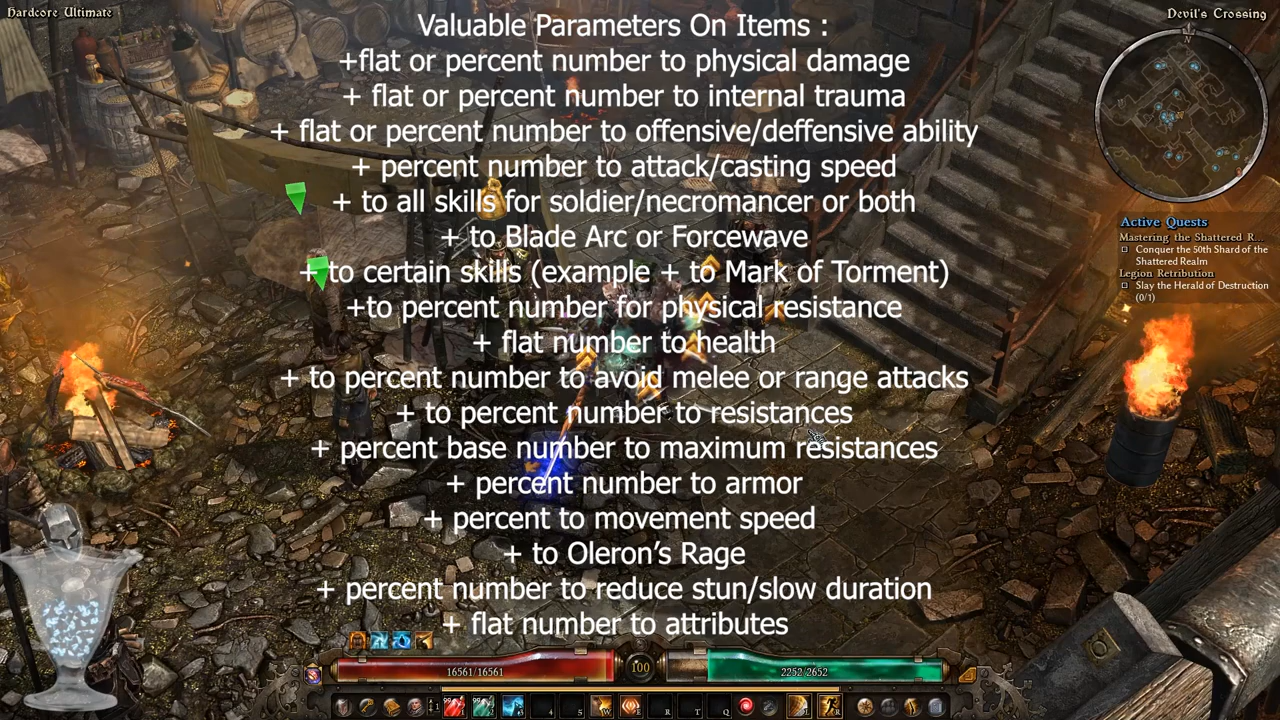 Hardcore Ultimate
Devil's Crossing
Valuable Parameters On Items :
+flat or percent number to physical damage
+ flat or percent number to internal trauma
+ flat or percent number to offensive/deffensive ability
+ percent number to attack/casting speed
+ to all skills for soldier/necromancer or both
+ to Blade Arc or Forcewave
+ to certain skills (example + to Mark of Torment)
+to percent number for physical resistance
+ flat number to health
+ to percent number to avoid melee or range attacks
+ to percent number to resistances
+ percent base number to maximum resistances
+ percent number to armor
+ percent to movement speed
+ to Oleron's Rage
+ percent number to reduce stun/slow duration
+ flat number to attributes
N
Active Quests
Mastering the Shattered R...
Conquer the 50th Shard of the
Shattered Realm
Legion Retribution
Slay the Herald of Destruction
(0/1)
16561/16561
100
2252/2652
1
4
5
E
R
T
Q